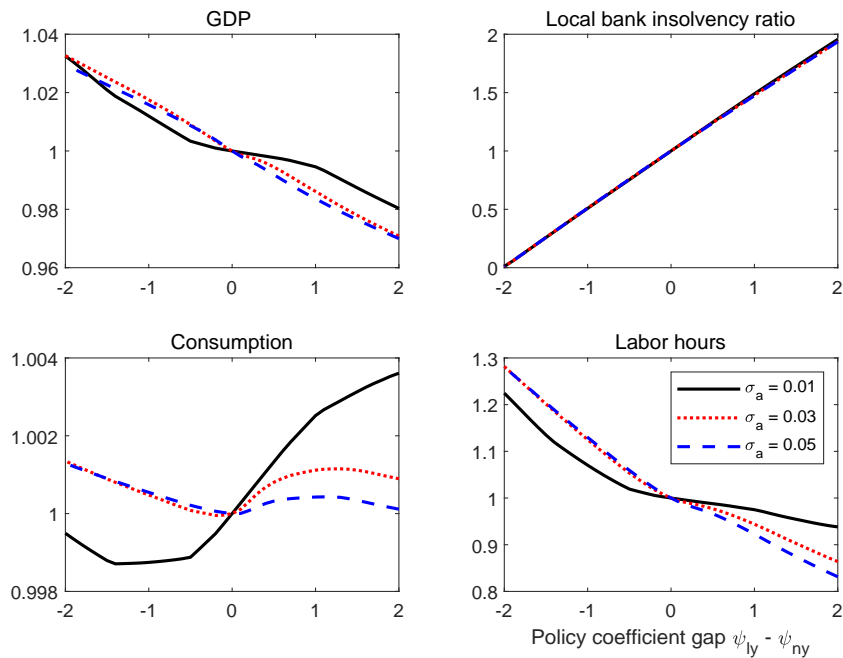 GDP
1.04
1.02
1
0.98
0.96
-2 -1 0 1 2
Local bank insolvency ratio
2
1.5
1
0.5
0
-2 -1 0 1 2
Consumption
1.004
1.002
1
0.998
-2 -1 0 1 2
Labor hours
1.3
1.2
1.1
1
0.9
0.8
σa = 0.01
σa = 0.03
σa = 0.05
-2 -1 0 1 2
Policy coefficient gap ψly - ψny